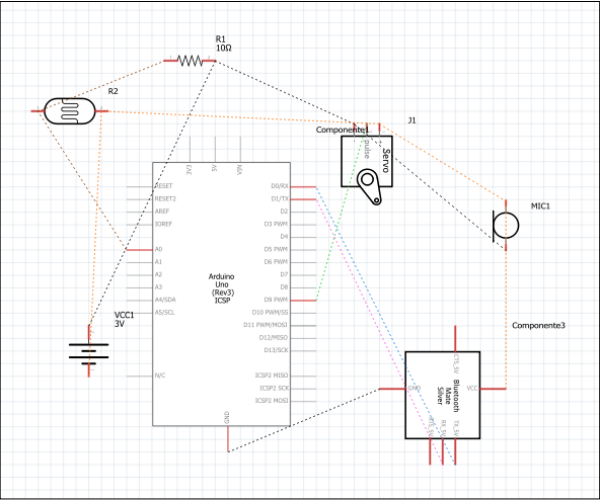 R1
10Ω
R2
J1
Componente1
pulse
Servo
MIC1
3V3
5V
VIN
RESET
RESET2
AREF
IOREF
A0
A1
A2
A3
A4/SDA
A5/SCL
N/C
Arduino
Uno
(Rev3)
ICSP
D0/RX
D1/TX
D2
D3 PWM
D4
D5 PWM
D6 PWM
D7
D8
D9 PWM
D10 PWM/SS
D11 PWM/MOSI
D12/MISO
D13/SCK
ICSP2 MISO
ICSP2 SCK
ICSP2 MOSI
GND
VCC1
3V
Componente3
CTS_5V
GND
Bluetooth
Mate
Silver
VCC
RTS_5V
RX_5V
TX_5V